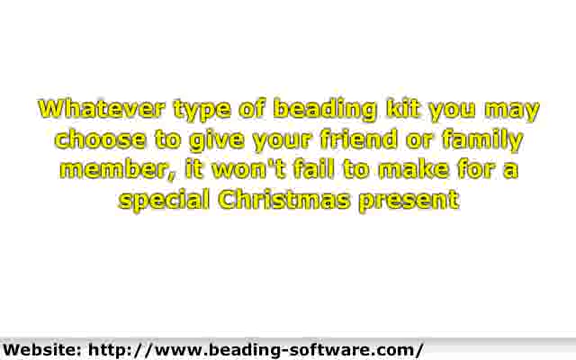 Whatever type of beading kit you may
choose to give your friend or family
member, it won't fail to make for a
special Christmas present
Website: http://www.beading-software.com/